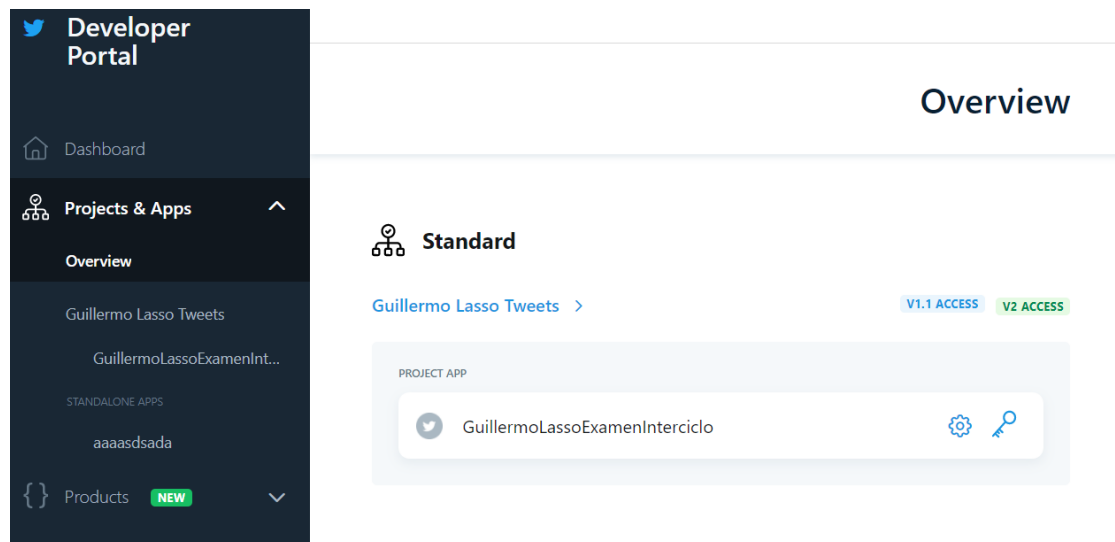 Developer
Portal
Dashboard
Projects & Apps
Overview
Guillermo Lasso Tweets
GuillermoLassoExamenInt...
STANDALONE APPS
aaaasdsada
Products NEW
Overview
Standard
Guillermo Lasso Tweets
V1.1 ACCESS V2 ACCESS
PROJECT APP
GuillermoLassoExamenInterciclo